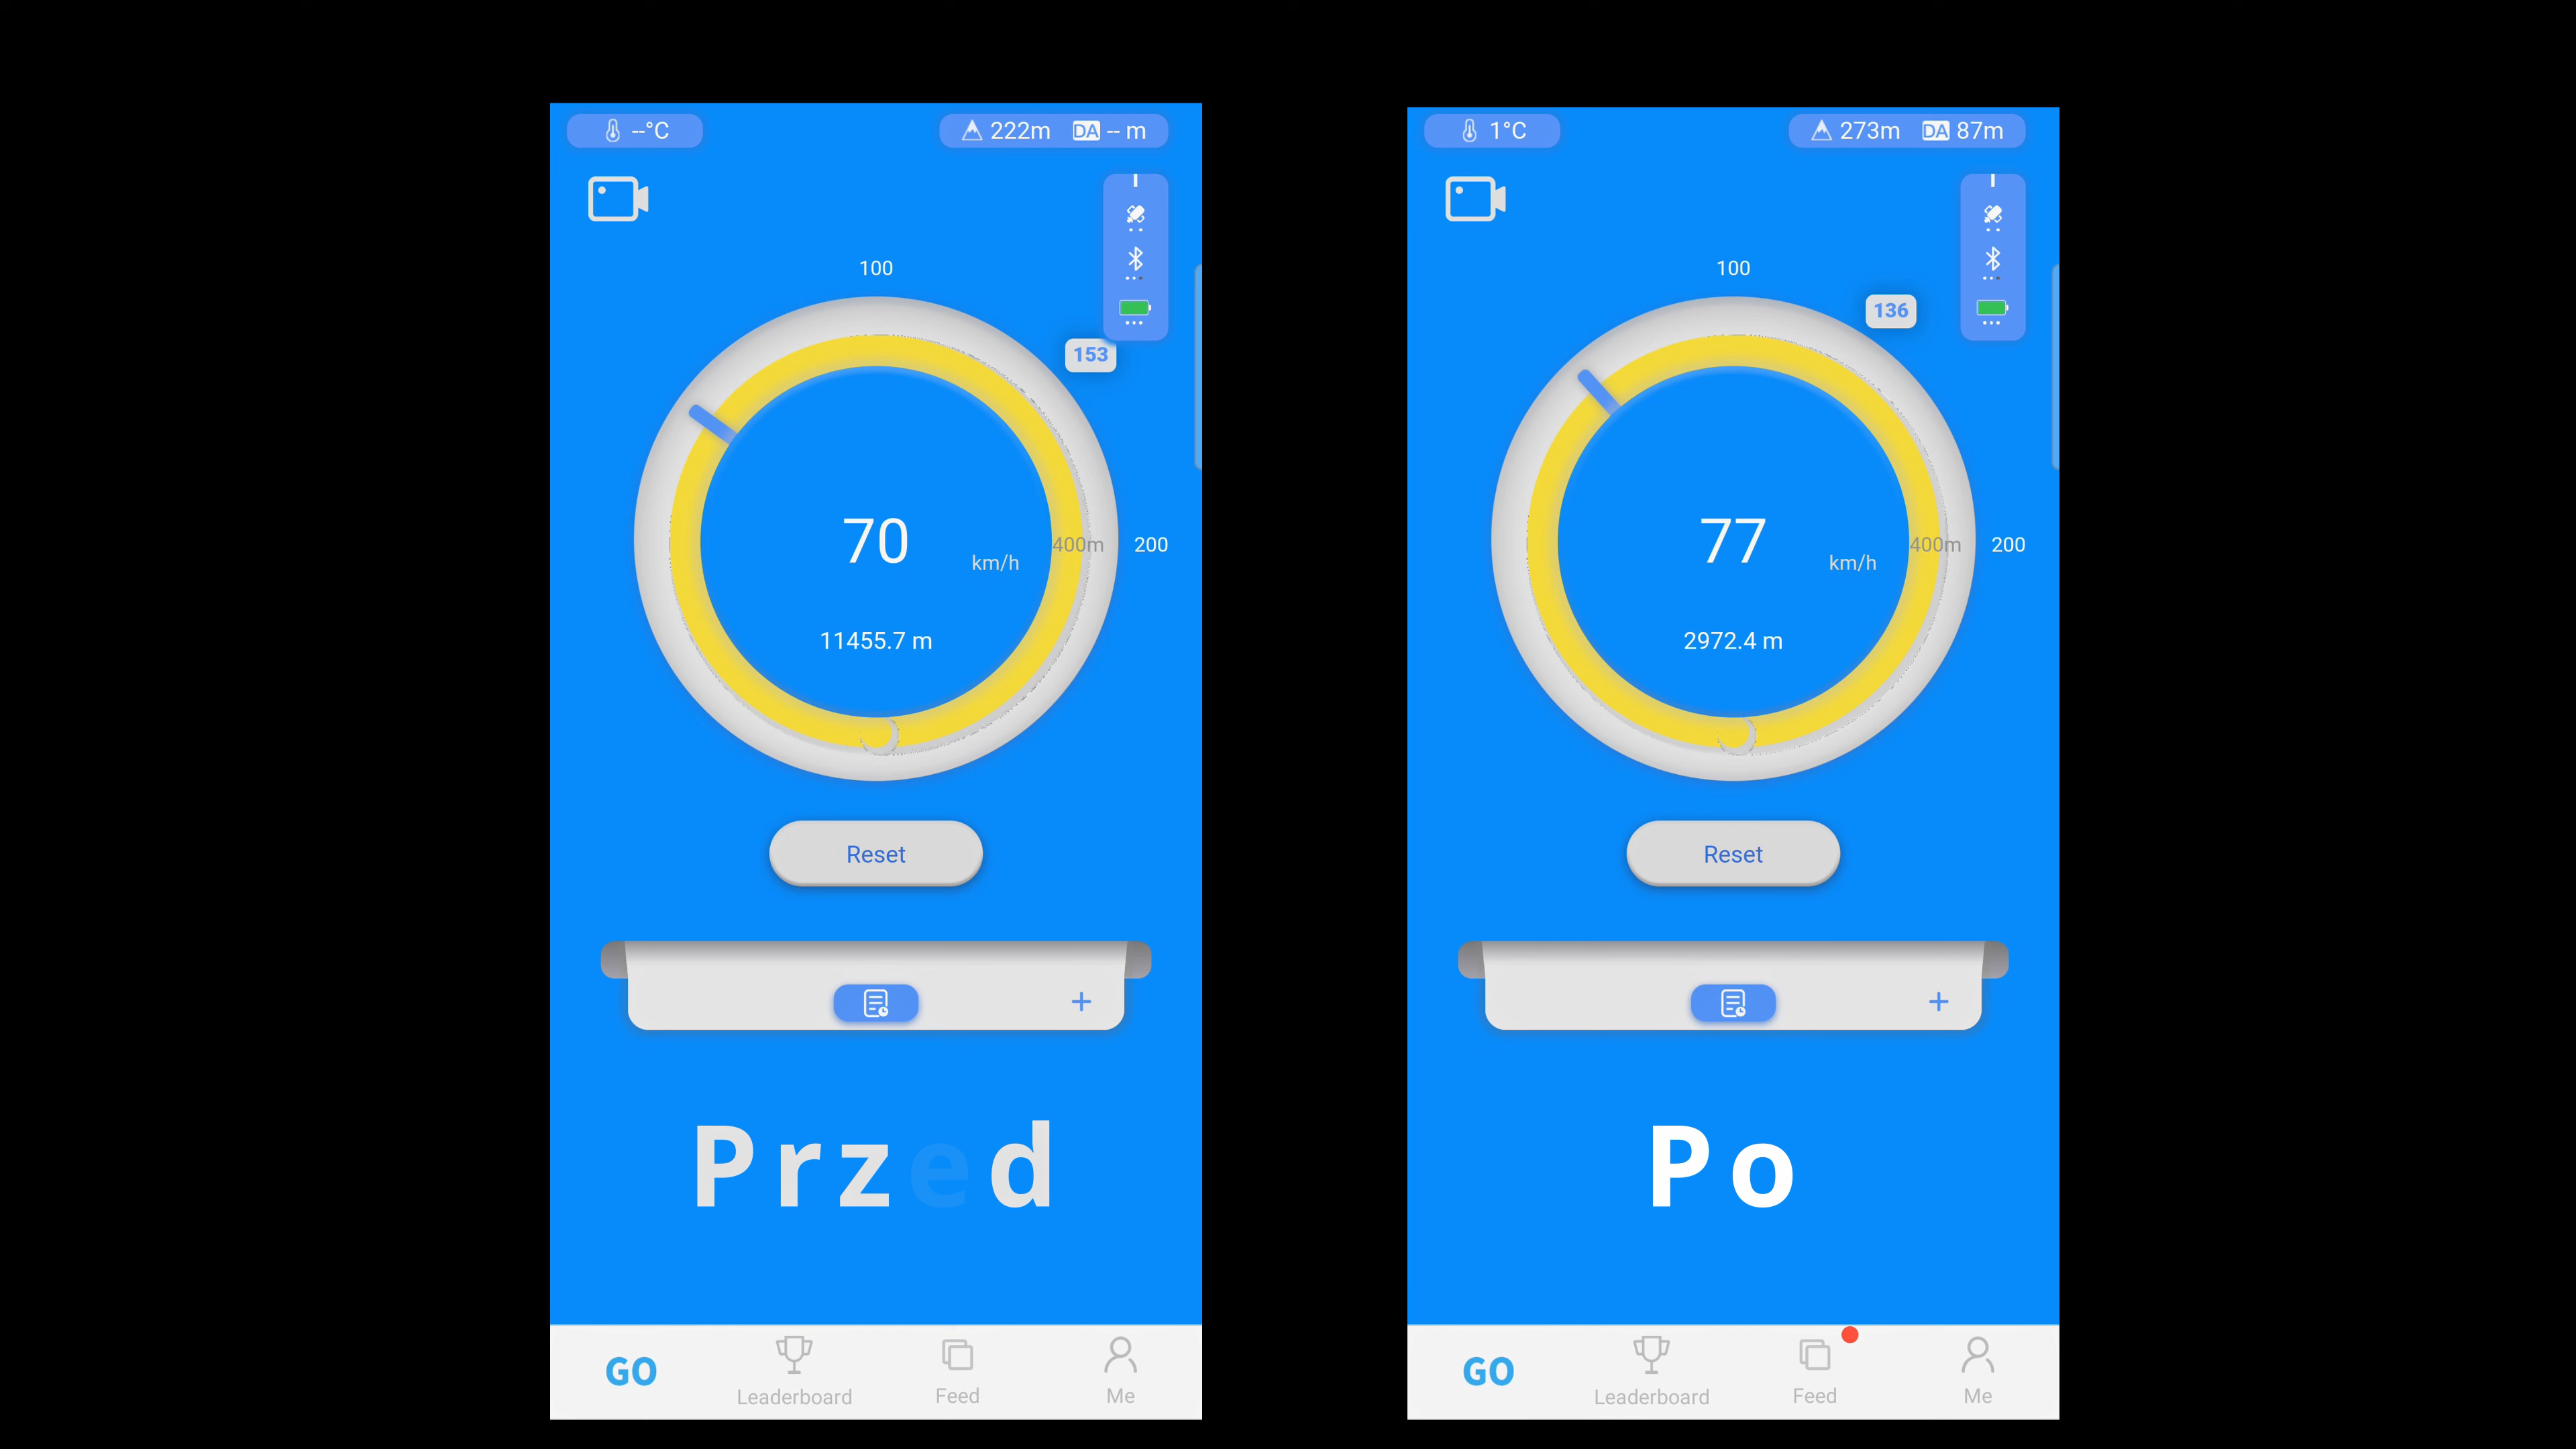 --°C
222m DA -- m
100
153
70
km/h
400m
200
11455.7 m
Reset
+
Przed
GO
Leaderboard
Feed
Me
1°C
273m DA 87m
100
136
77
km/h
400m
200
2972.4 m
Reset
+
Po
GO
Leaderboard
Feed
Me